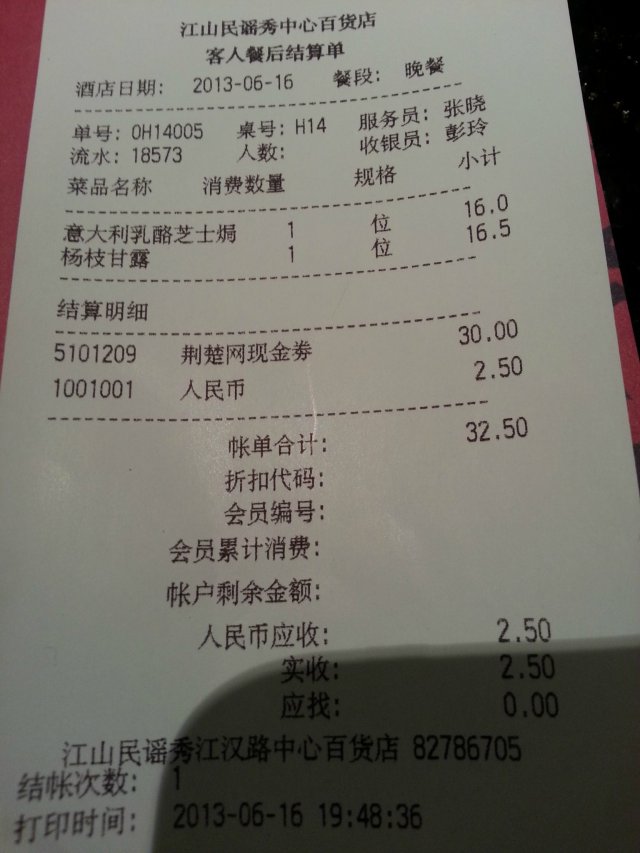 江山民谣秀中心百货店
客人餐后结算单
酒店日期: 2013-06-16 餐段: 晚餐
单号: 0H14005 桌号: H14 服务员: 张晓
流水: 18573 人数: 收银员: 彭玲
菜品名称 消费数量 规格 小计
意大利乳酪芝士焗 1 位 16.0
杨枝甘露 1 位 16.5
结算明细
5101209 荆楚网现金券 30.00
1001001 人民币 2.50
帐单合计: 32.50
折扣代码:
会员编号:
会员累计消费:
帐户剩余金额:
人民币应收: 2.50
实收: 2.50
应找: 0.00
江山民谣秀江汉路中心百货店 82786705
结帐次数: 1
打印时间: 2013-06-16 19:48:36